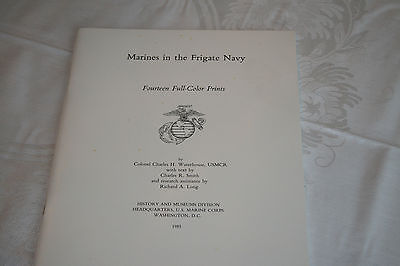 Marines in the Frigate Navy
Fourteen Full-Color Prints
by
Colonel Charles H. Waterhouse, USMCR
with text by
Charles R. Smith
and research assistance by
Richard A. Long
HISTORY AND MUSEUMS DIVISION
HEADQUARTERS, U.S. MARINE CORPS
WASHINGTON, D.C.
1985